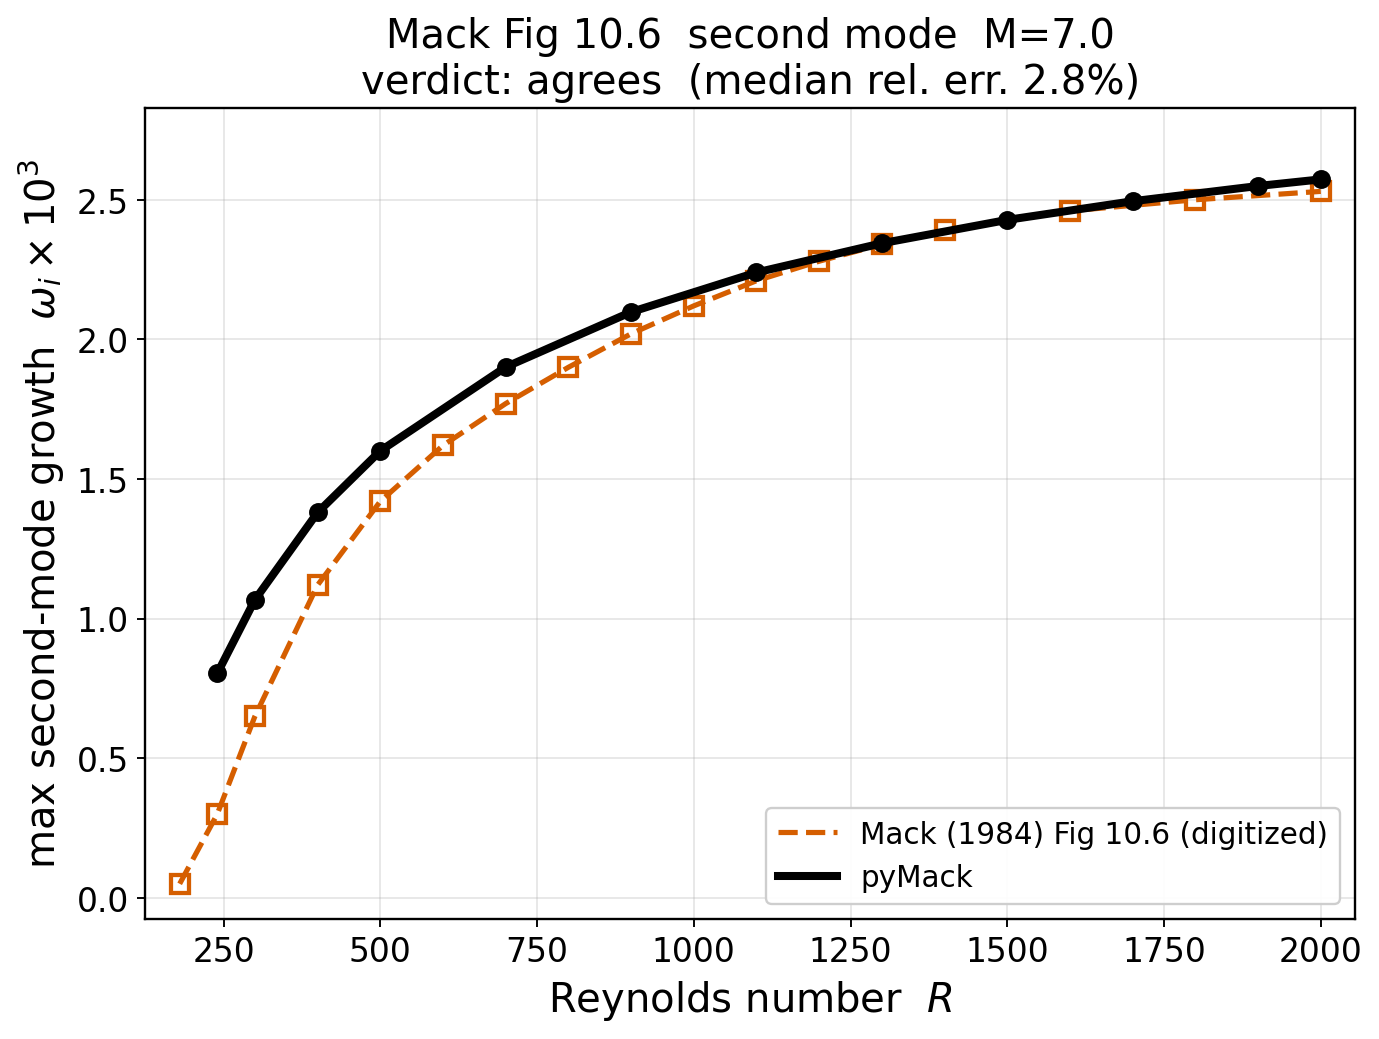 Mack Fig 10.6  second mode  M=7.0
verdict: agrees  (median rel. err. 2.8%)
max second-mode growth  ωᵢ × 10³
2.5
2.0
1.5
1.0
0.5
0.0
Mack (1984) Fig 10.6 (digitized)
pyMack
250 500 750 1000 1250 1500 1750 2000
Reynolds number  R